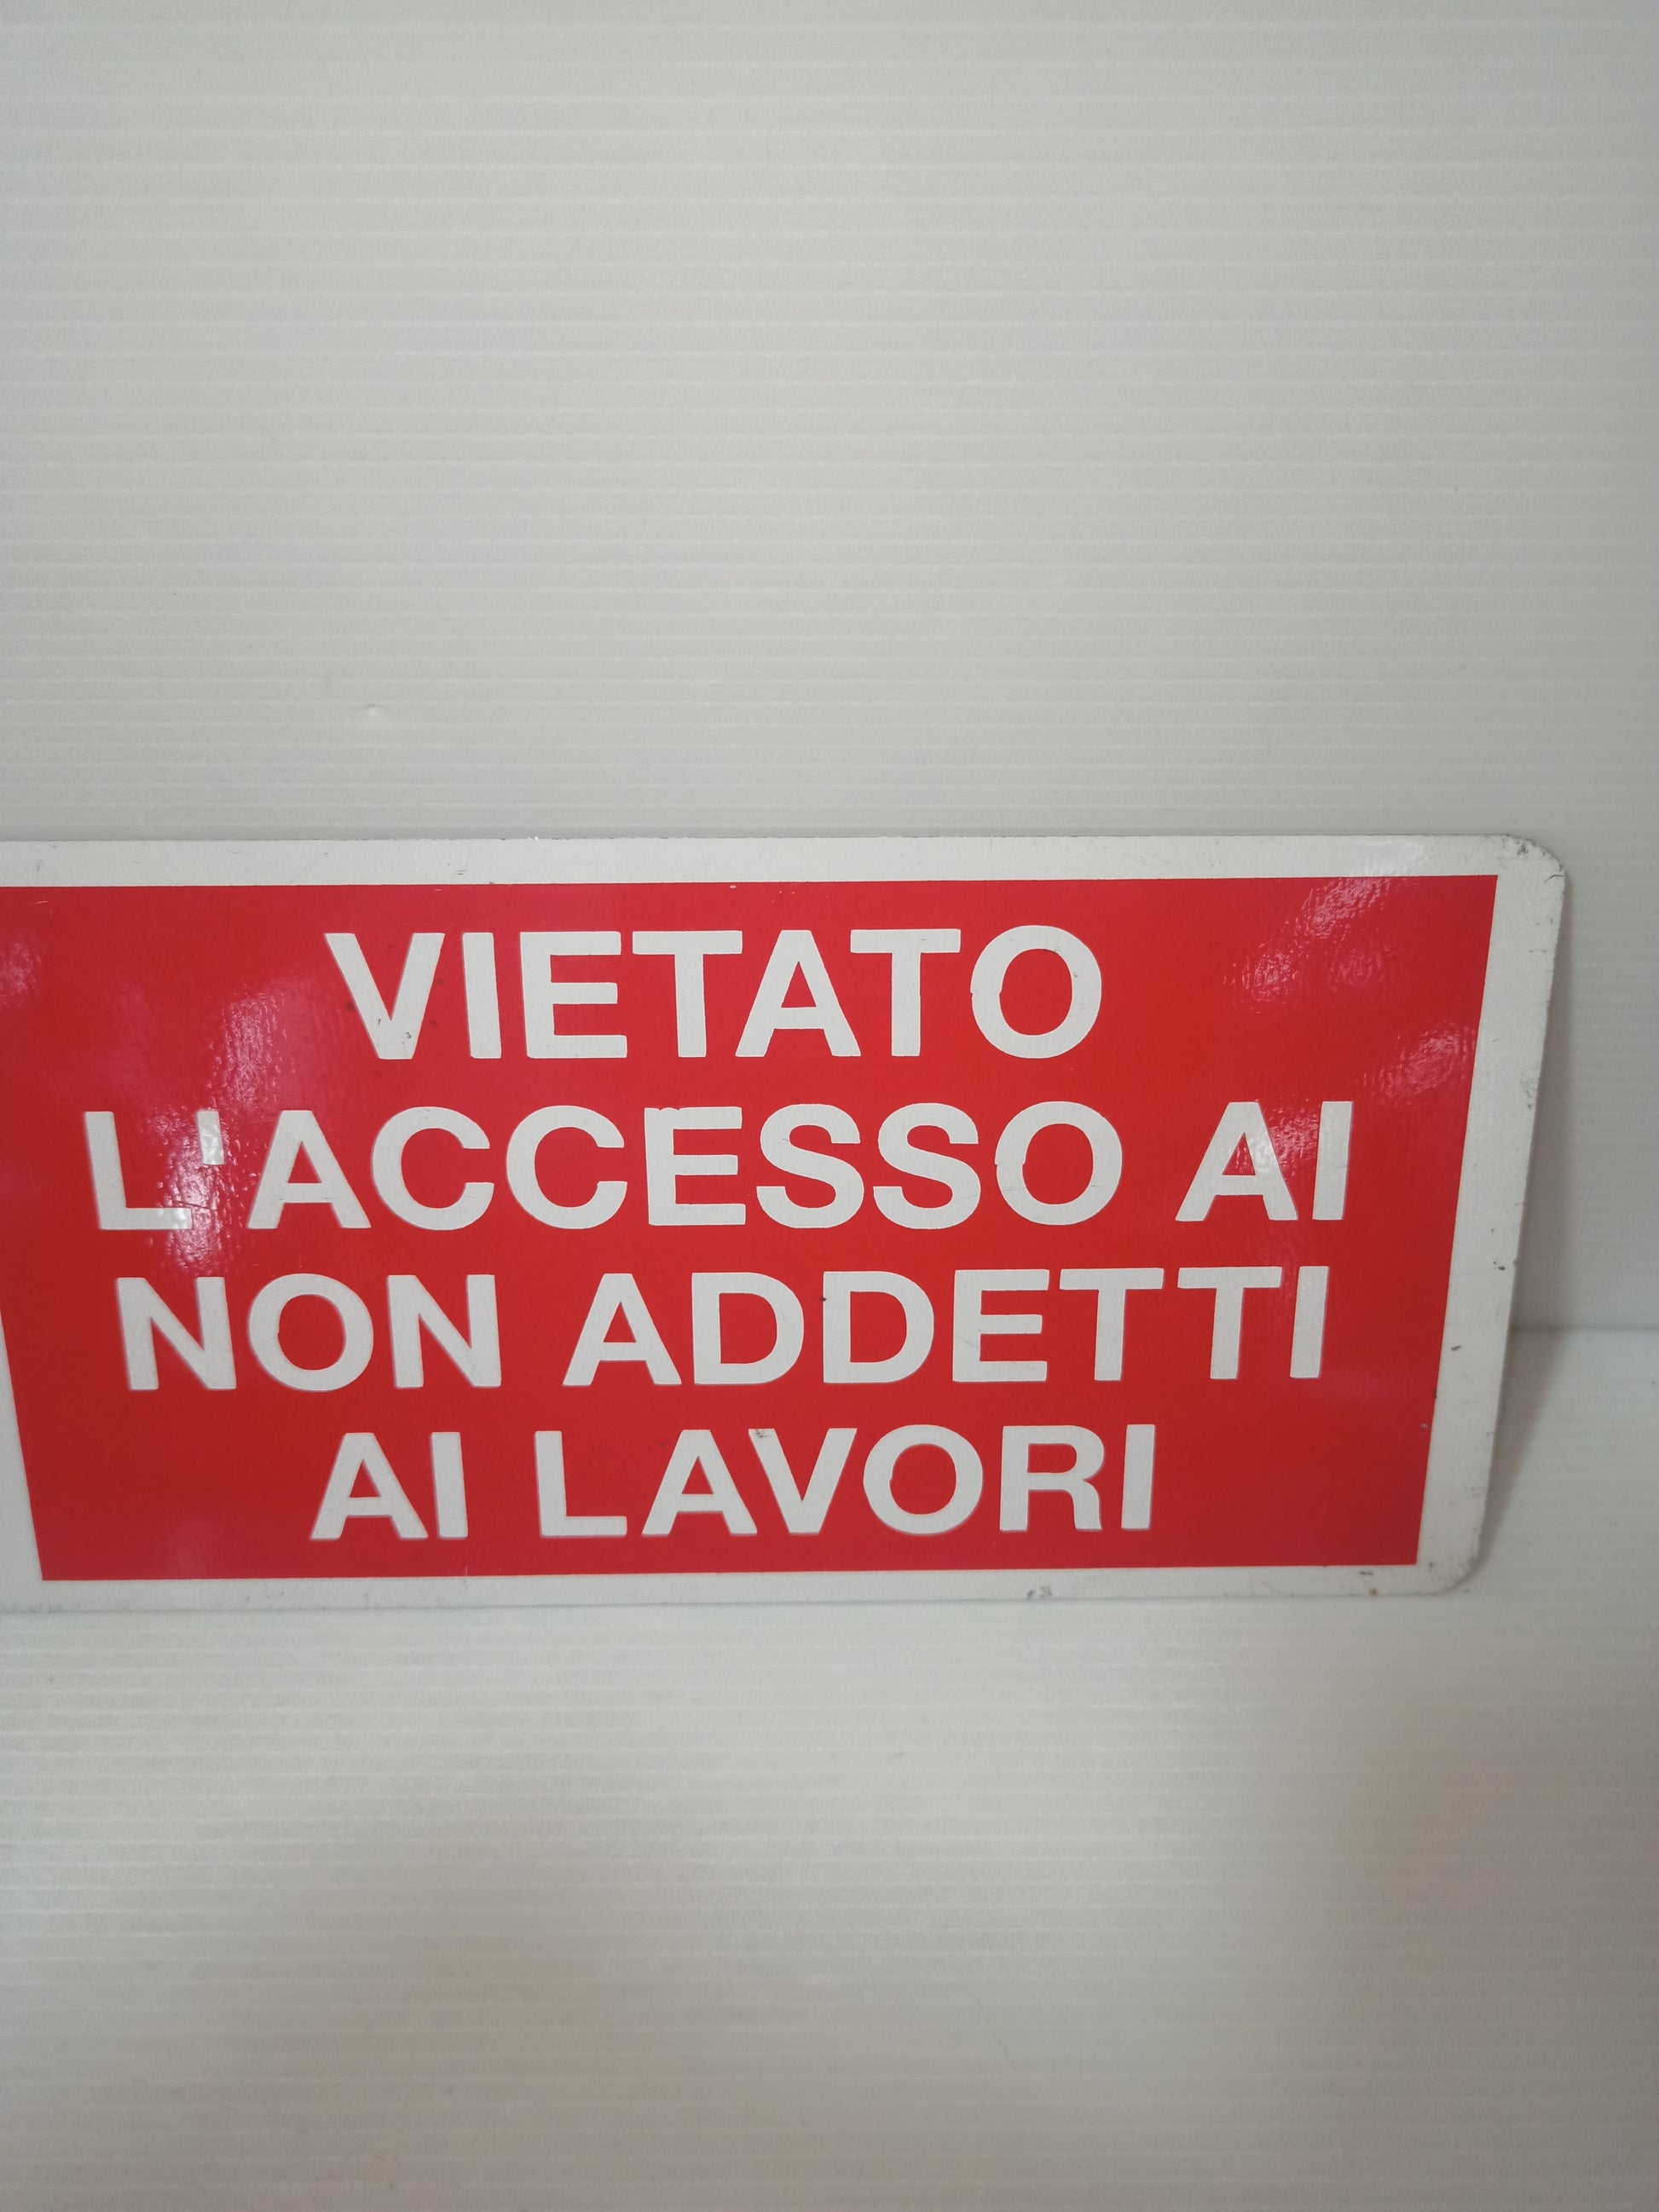 VIETATO
L'ACCESSO AI
NON ADDETTI
AI LAVORI